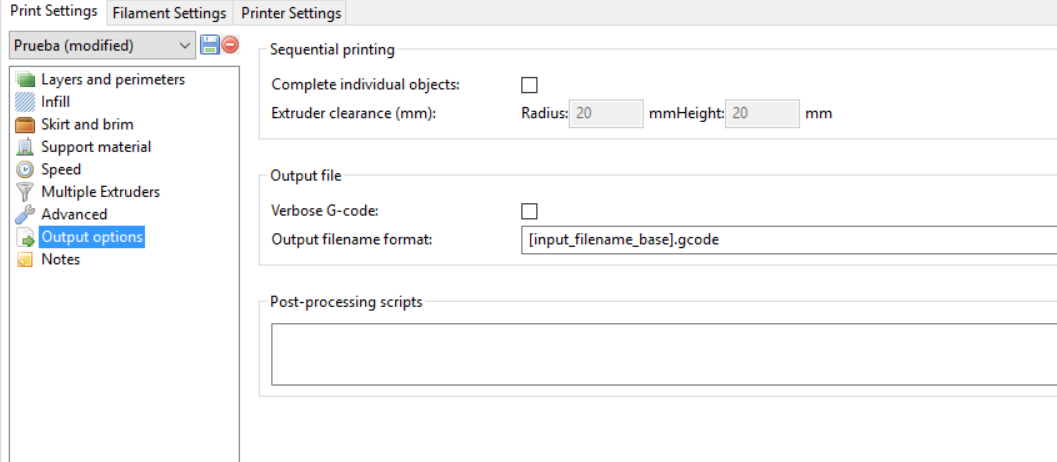 Print Settings Filament Settings Printer Settings
Prueba (modified)
Layers and perimeters
Infill
Skirt and brim
Support material
Speed
Multiple Extruders
Advanced
Output options
Notes
Sequential printing
Complete individual objects:
Extruder clearance (mm): Radius: 20 mmHeight: 20 mm
Output file
Verbose G-code:
Output filename format: [input_filename_base].gcode
Post-processing scripts